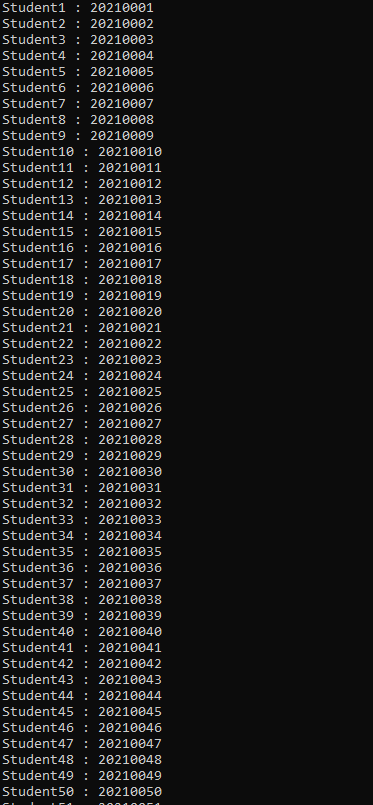 Student1 : 20210001
Student2 : 20210002
Student3 : 20210003
Student4 : 20210004
Student5 : 20210005
Student6 : 20210006
Student7 : 20210007
Student8 : 20210008
Student9 : 20210009
Student10 : 20210010
Student11 : 20210011
Student12 : 20210012
Student13 : 20210013
Student14 : 20210014
Student15 : 20210015
Student16 : 20210016
Student17 : 20210017
Student18 : 20210018
Student19 : 20210019
Student20 : 20210020
Student21 : 20210021
Student22 : 20210022
Student23 : 20210023
Student24 : 20210024
Student25 : 20210025
Student26 : 20210026
Student27 : 20210027
Student28 : 20210028
Student29 : 20210029
Student30 : 20210030
Student31 : 20210031
Student32 : 20210032
Student33 : 20210033
Student34 : 20210034
Student35 : 20210035
Student36 : 20210036
Student37 : 20210037
Student38 : 20210038
Student39 : 20210039
Student40 : 20210040
Student41 : 20210041
Student42 : 20210042
Student43 : 20210043
Student44 : 20210044
Student45 : 20210045
Student46 : 20210046
Student47 : 20210047
Student48 : 20210048
Student49 : 20210049
Student50 : 20210050